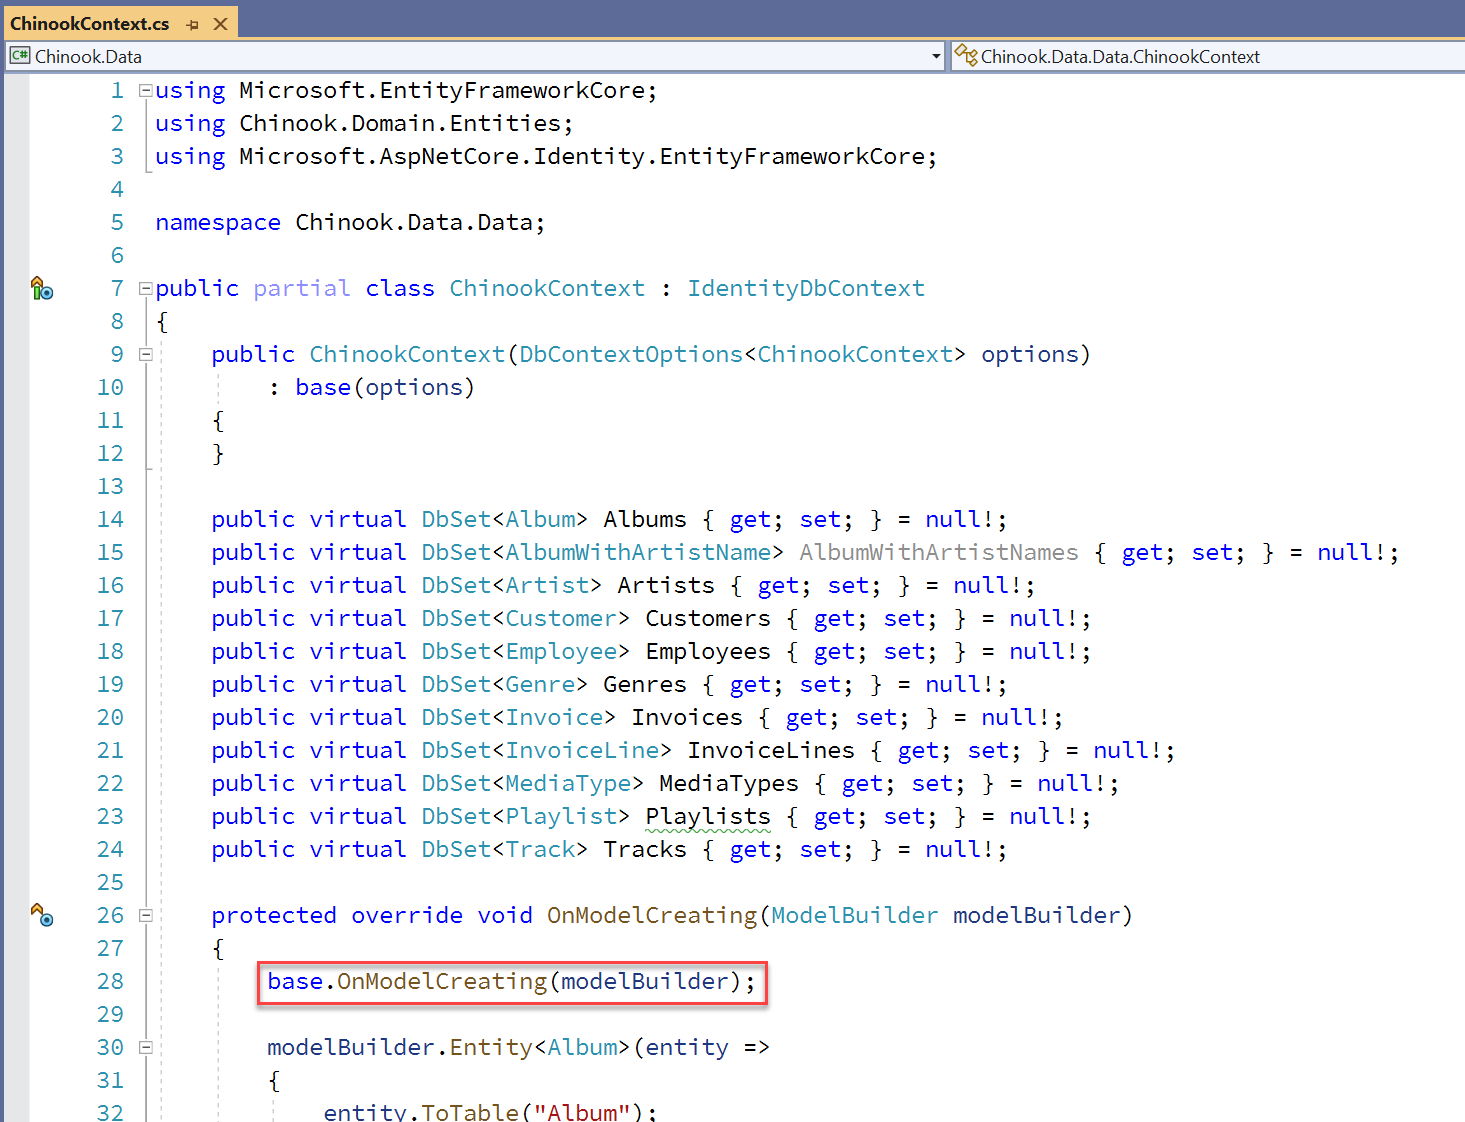 ChinookContext.cs
C# Chinook.Data
Chinook.Data.Data.ChinookContext
1 using Microsoft.EntityFrameworkCore;
2 using Chinook.Domain.Entities;
3 using Microsoft.AspNetCore.Identity.EntityFrameworkCore;
4
5 namespace Chinook.Data.Data;
6
7 public partial class ChinookContext : IdentityDbContext
8 {
9     public ChinookContext(DbContextOptions<ChinookContext> options)
10         : base(options)
11     {
12     }
13
14     public virtual DbSet<Album> Albums { get; set; } = null!;
15     public virtual DbSet<AlbumWithArtistName> AlbumWithArtistNames { get; set; } = null!;
16     public virtual DbSet<Artist> Artists { get; set; } = null!;
17     public virtual DbSet<Customer> Customers { get; set; } = null!;
18     public virtual DbSet<Employee> Employees { get; set; } = null!;
19     public virtual DbSet<Genre> Genres { get; set; } = null!;
20     public virtual DbSet<Invoice> Invoices { get; set; } = null!;
21     public virtual DbSet<InvoiceLine> InvoiceLines { get; set; } = null!;
22     public virtual DbSet<MediaType> MediaTypes { get; set; } = null!;
23     public virtual DbSet<Playlist> Playlists { get; set; } = null!;
24     public virtual DbSet<Track> Tracks { get; set; } = null!;
25
26     protected override void OnModelCreating(ModelBuilder modelBuilder)
27     {
28         base.OnModelCreating(modelBuilder);
29
30         modelBuilder.Entity<Album>(entity =>
31         {
32             entity.ToTable("Album");